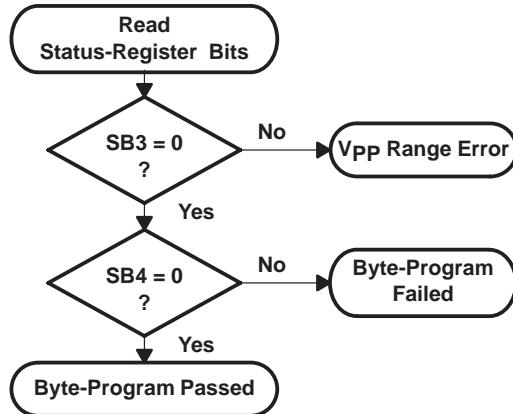 Read
Status-Register Bits
SB3 = 0
?
No
VPP Range Error
Yes
SB4 = 0
?
No
Byte-Program
Failed
Yes
Byte-Program Passed